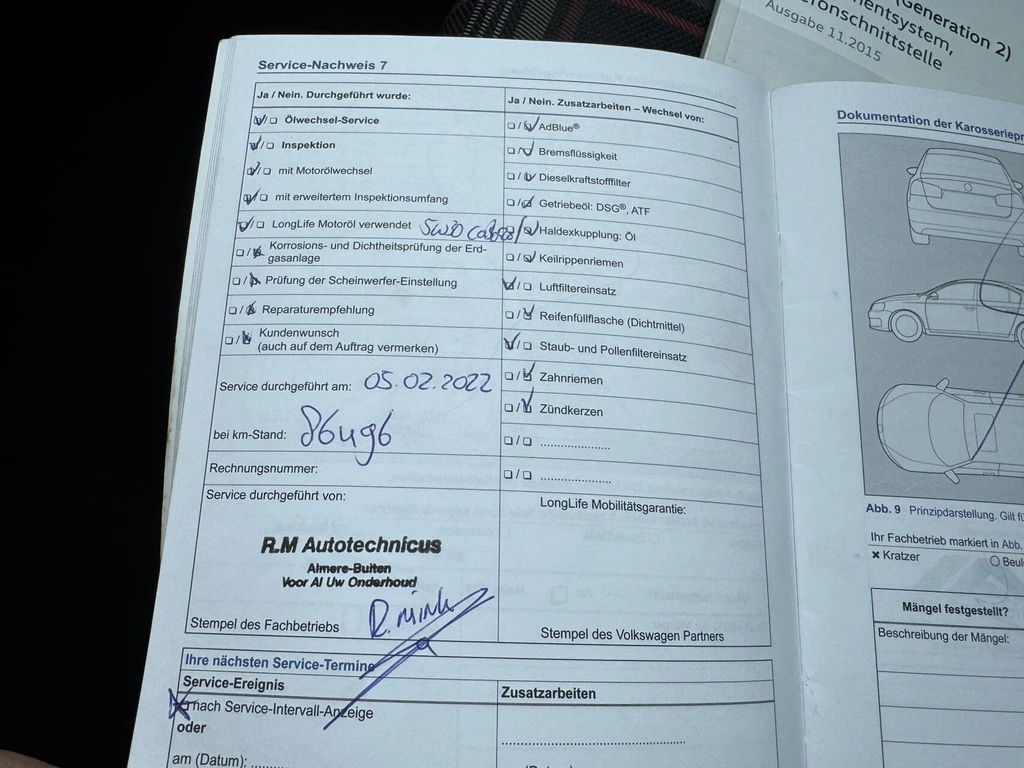 (Generation 2)
mentsystem,
fonschnittstelle
Ausgabe 11.2015
Service-Nachweis 7
Ja / Nein. Durchgeführt wurde:
Ölwechsel-Service
Inspektion
mit Motorölwechsel
mit erweitertem Inspektionsumfang
LongLife Motoröl verwendet 5W30
Korrosions- und Dichtheitsprüfung der Erd-
gasanlage
Prüfung der Scheinwerfer-Einstellung
Reparaturempfehlung
Kundenwunsch
(auch auf dem Auftrag vermerken)
Service durchgeführt am: 05.02.2022
bei km-Stand: 86496
Rechnungsnummer:
Service durchgeführt von:
R.M Autotechnicus
Almere-Buiten
Voor Al Uw Onderhoud
Stempel des Fachbetriebs
Ja / Nein. Zusatzarbeiten – Wechsel von:
AdBlue®
Bremsflüssigkeit
Dieselkraftstofffilter
Getriebeöl: DSG®, ATF
Haldexkupplung: Öl
Keilrippenriemen
Luftfiltereinsatz
Reifenfüllflasche (Dichtmittel)
Staub- und Pollenfiltereinsatz
Zahnriemen
Zündkerzen
LongLife Mobilitätsgarantie:
Stempel des Volkswagen Partners
Ihre nächsten Service-Termine
Service-Ereignis
nach Service-Intervall-Anzeige
oder
am (Datum):
Zusatzarbeiten
Dokumentation der Karosseriepr
Abb. 9 Prinzipdarstellung. Gilt fü
Ihr Fachbetrieb markiert in Abb.
× Kratzer
○ Beul
Mängel festgestellt?
Beschreibung der Mängel: